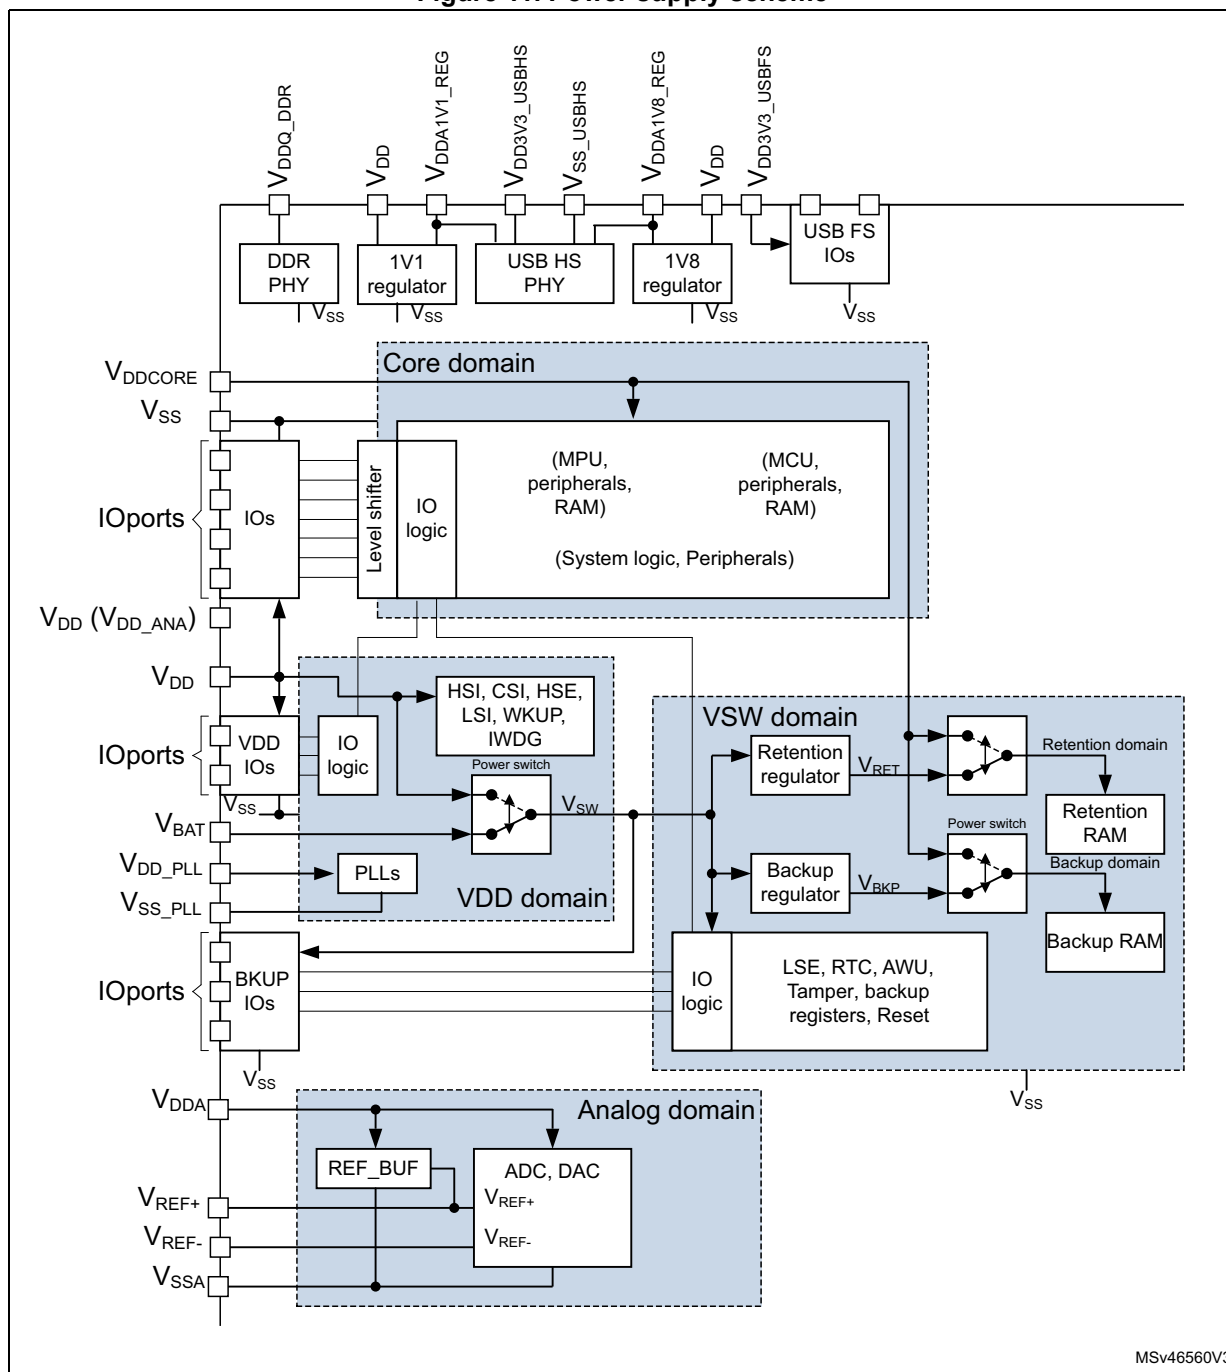 VDDQ_DDR
VDD
VDDA1V1_REG
VDD3V3_USBHS
VSS_USBHS
VDDA1V8_REG
VDD
VDD3V3_USBFS
DDR
PHY
1V1
regulator
USB HS
PHY
1V8
regulator
USB FS
IOs
VSS
VSS
VSS
VSS
Core domain
VDDCORE
VSS
IOports
IOs
Level shifter
IO
logic
(MPU,
peripherals,
RAM)
(MCU,
peripherals,
RAM)
(System logic, Peripherals)
VDD (VDD_ANA)
VDD
IOports
VDD
IOs
IO
logic
HSI, CSI, HSE,
LSI, WKUP,
IWDG
Power switch
VSS
VSW
VBAT
VDD_PLL
PLLs
VSS_PLL
VDD domain
VSW domain
Retention
regulator
VRET
Retention domain
Retention
RAM
Power switch
Backup
regulator
VBKP
Backup domain
Backup RAM
IOports
BKUP
IOs
IO
logic
LSE, RTC, AWU,
Tamper, backup
registers, Reset
VSS
VSS
VDDA
Analog domain
REF_BUF
ADC, DAC
VREF+
VREF+
VREF-
VREF-
VSSA
MSv46560V3